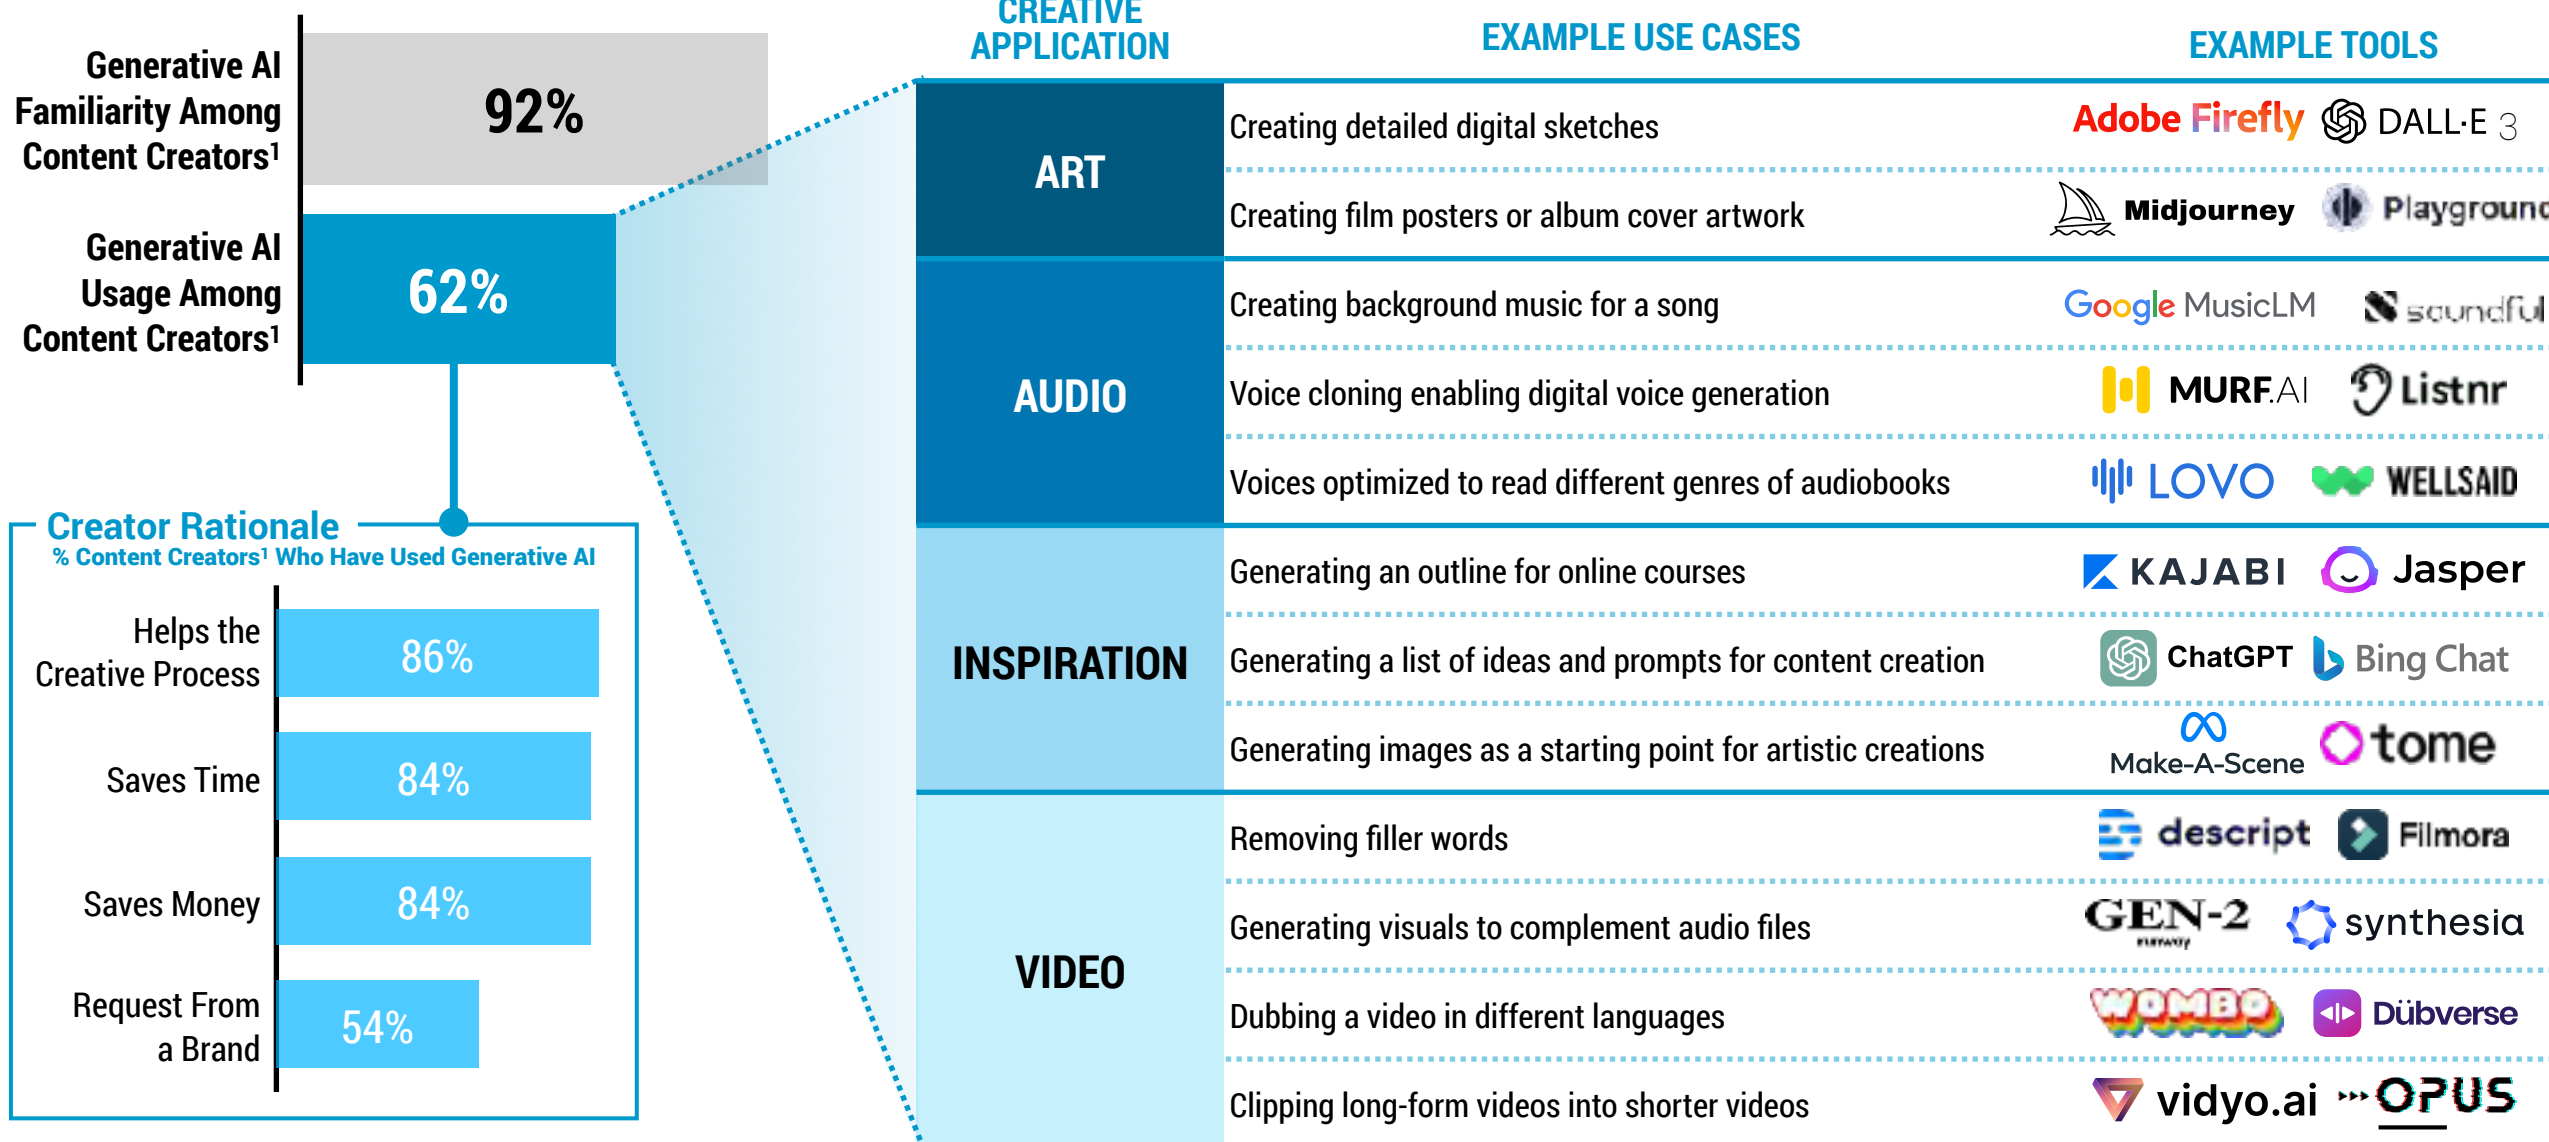 Generative AI
Familiarity Among
Content Creators¹
92%
Generative AI
Usage Among
Content Creators¹
62%
Creator Rationale
% Content Creators¹ Who Have Used Generative AI
Helps the
Creative Process
86%
Saves Time
84%
Saves Money
84%
Request From
a Brand
54%
CREATIVE
APPLICATION
EXAMPLE USE CASES
EXAMPLE TOOLS
ART
Creating detailed digital sketches
Adobe Firefly DALL·E 3
Creating film posters or album cover artwork
Midjourney Playground
AUDIO
Creating background music for a song
Google MusicLM soundful
Voice cloning enabling digital voice generation
MURF.AI Listnr
Voices optimized to read different genres of audiobooks
LOVO WELLSAID
INSPIRATION
Generating an outline for online courses
KAJABI Jasper
Generating a list of ideas and prompts for content creation
ChatGPT Bing Chat
Generating images as a starting point for artistic creations
Make-A-Scene tome
VIDEO
Removing filler words
descript Filmora
Generating visuals to complement audio files
GEN-2 synthesia
runway
Dubbing a video in different languages
WOMBO Dübverse
Clipping long-form videos into shorter videos
vidyo.ai OPUS